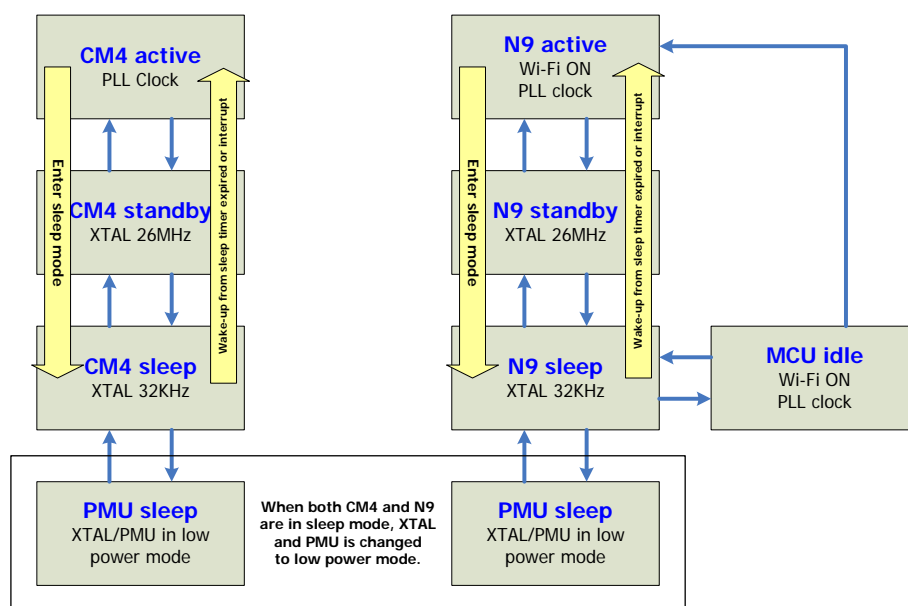 CM4 active
PLL Clock
Enter sleep mode
Wake-up from sleep timer expired or interrupt
CM4 standby
XTAL 26MHz
CM4 sleep
XTAL 32KHz
PMU sleep
XTAL/PMU in low
power mode
When both CM4 and N9
are in sleep mode, XTAL
and PMU is changed
to low power mode.
N9 active
Wi-Fi ON
PLL clock
Enter sleep mode
Wake-up from sleep timer expired or interrupt
N9 standby
XTAL 26MHz
N9 sleep
XTAL 32KHz
MCU idle
Wi-Fi ON
PLL clock
PMU sleep
XTAL/PMU in low
power mode